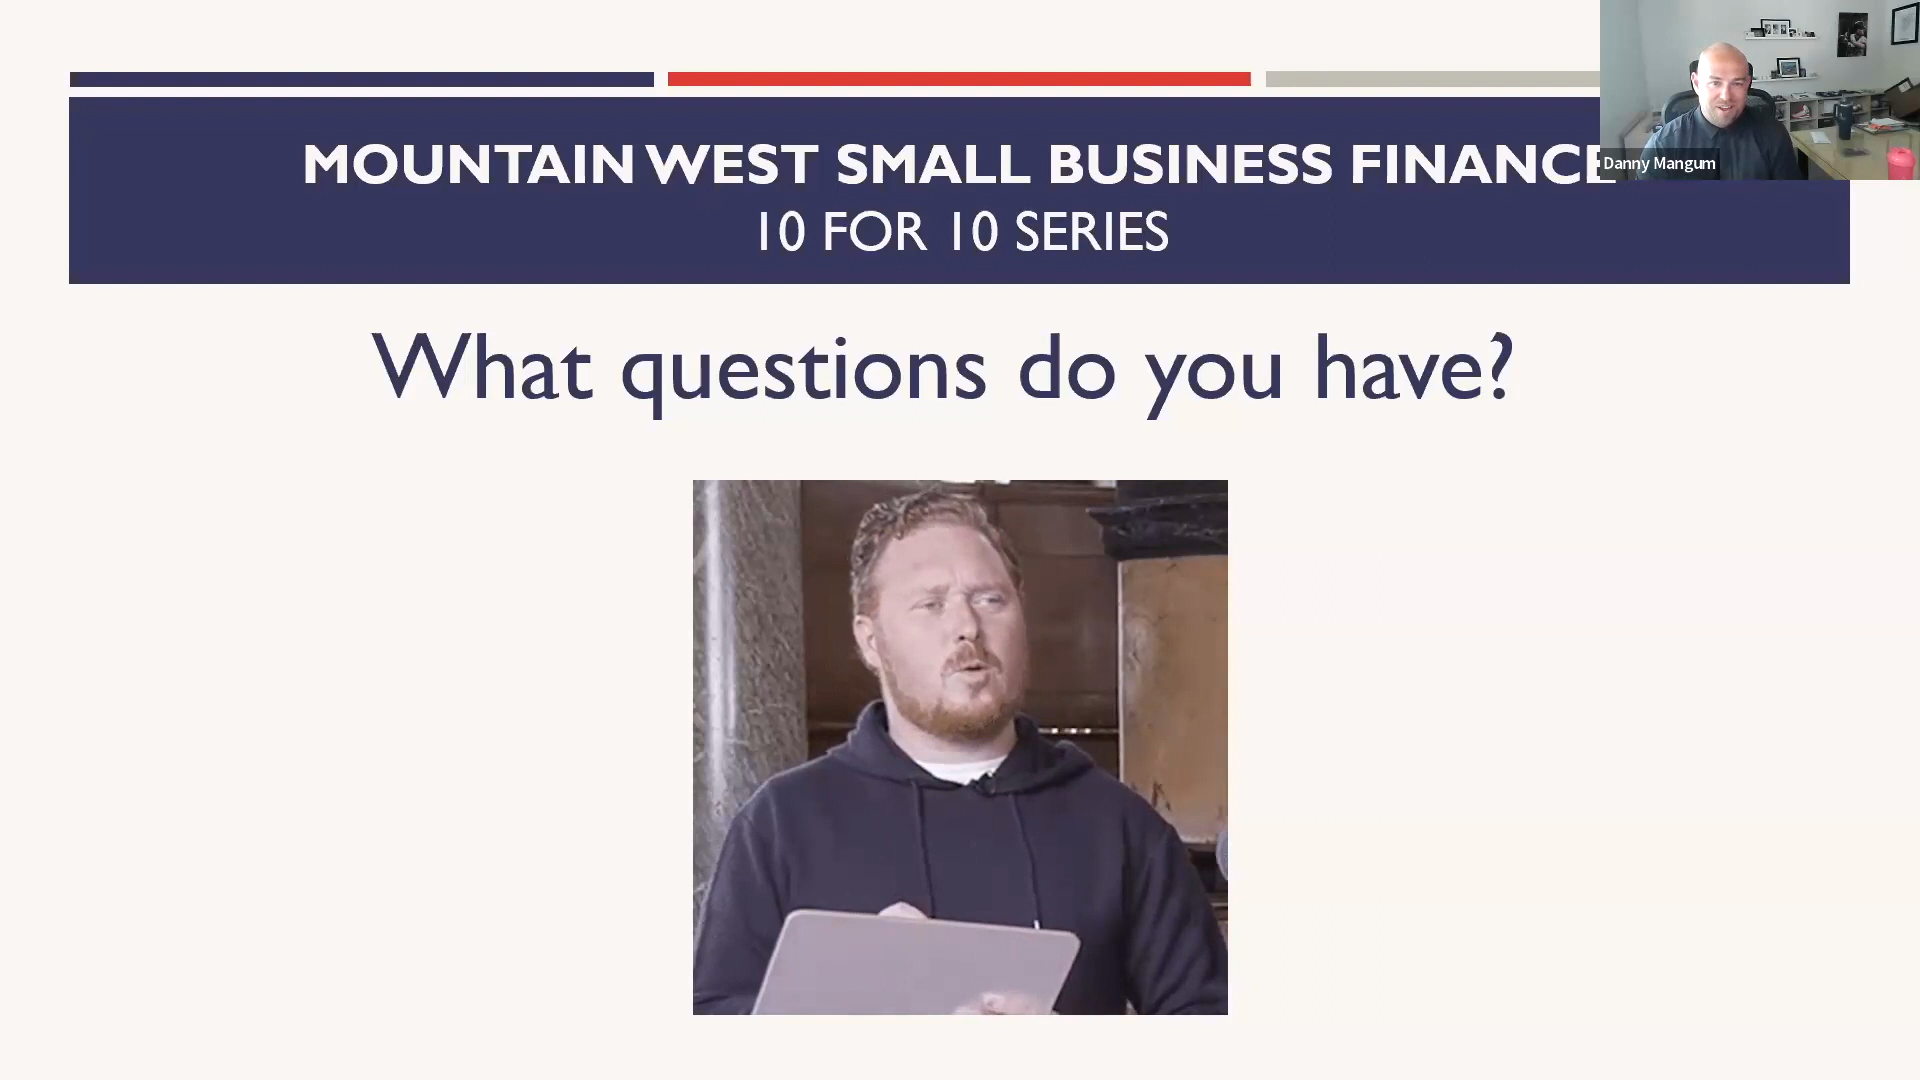 MOUNTAIN WEST SMALL BUSINESS FINANCE
10 FOR 10 SERIES
Danny Mangum
What questions do you have?